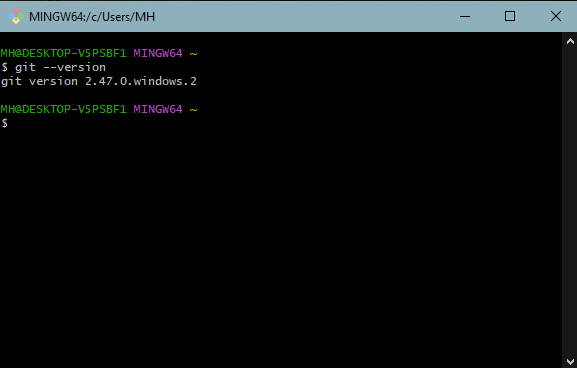 MINGW64:/c/Users/MH
MH@DESKTOP-V5PSBF1 MINGW64 ~
$ git --version
git version 2.47.0.windows.2
MH@DESKTOP-V5PSBF1 MINGW64 ~
$